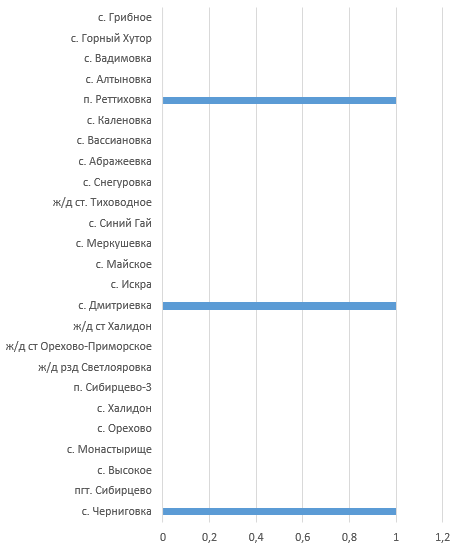 с. Грибное
с. Горный Хутор
с. Вадимовка
с. Алтыновка
п. Реттиховка
с. Каленовка
с. Вассиановка
с. Абражеевка
с. Снегуровка
ж/д ст. Тиховодное
с. Синий Гай
с. Меркушевка
с. Майское
с. Искра
с. Дмитриевка
ж/д ст Халидон
ж/д ст Орехово-Приморское
ж/д рзд Светлояровка
п. Сибирцево-3
с. Халидон
с. Орехово
с. Монастырище
с. Высокое
пгт. Сибирцево
с. Черниговка
0 0,2 0,4 0,6 0,8 1 1,2